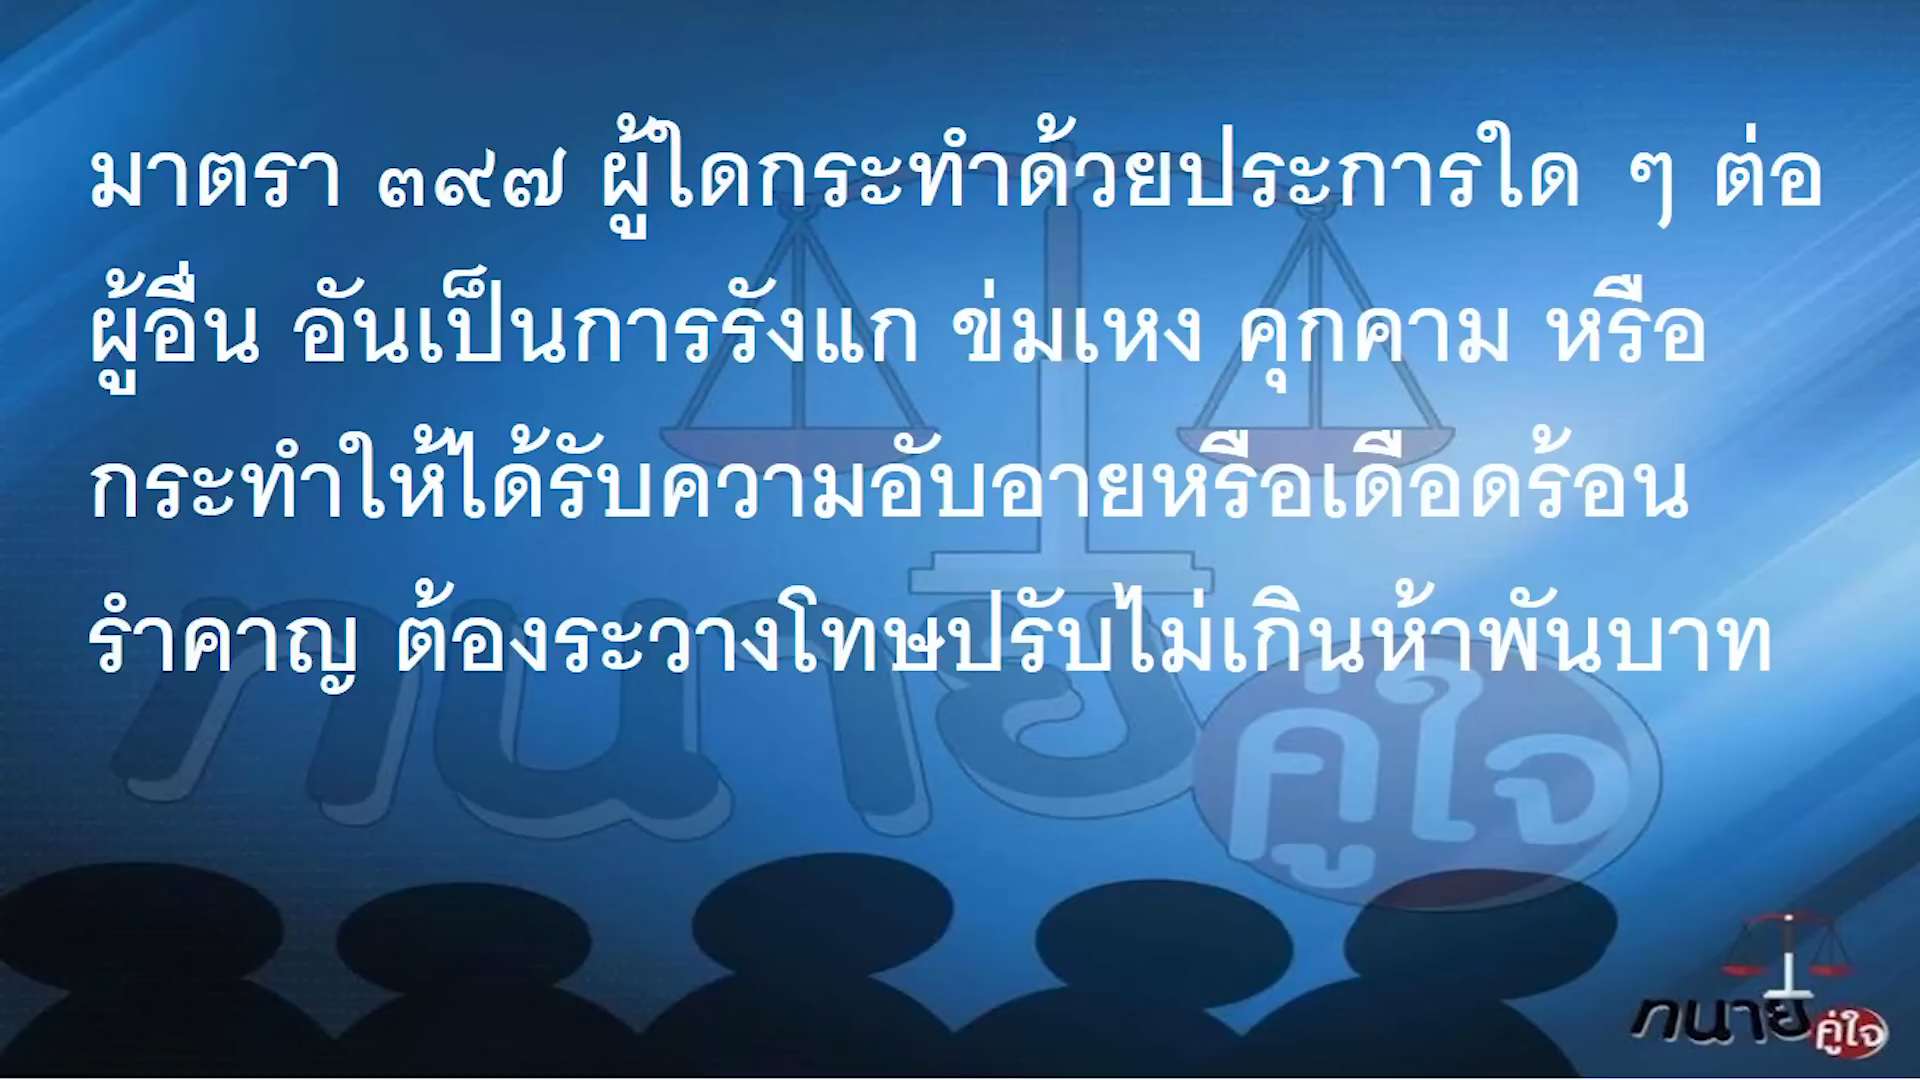 มาตรา ๓๙๗ ผู้ใดกระทำด้วยประการใด ๆ ต่อ
ผู้อื่น อันเป็นการรังแก ข่มเหง คุกคาม หรือ
กระทำให้ได้รับความอับอายหรือเดือดร้อน
รำคาญ ต้องระวางโทษปรับไม่เกินห้าพันบาท
ทนาย
คู่ใจ
ทนาย
คู่ใจ